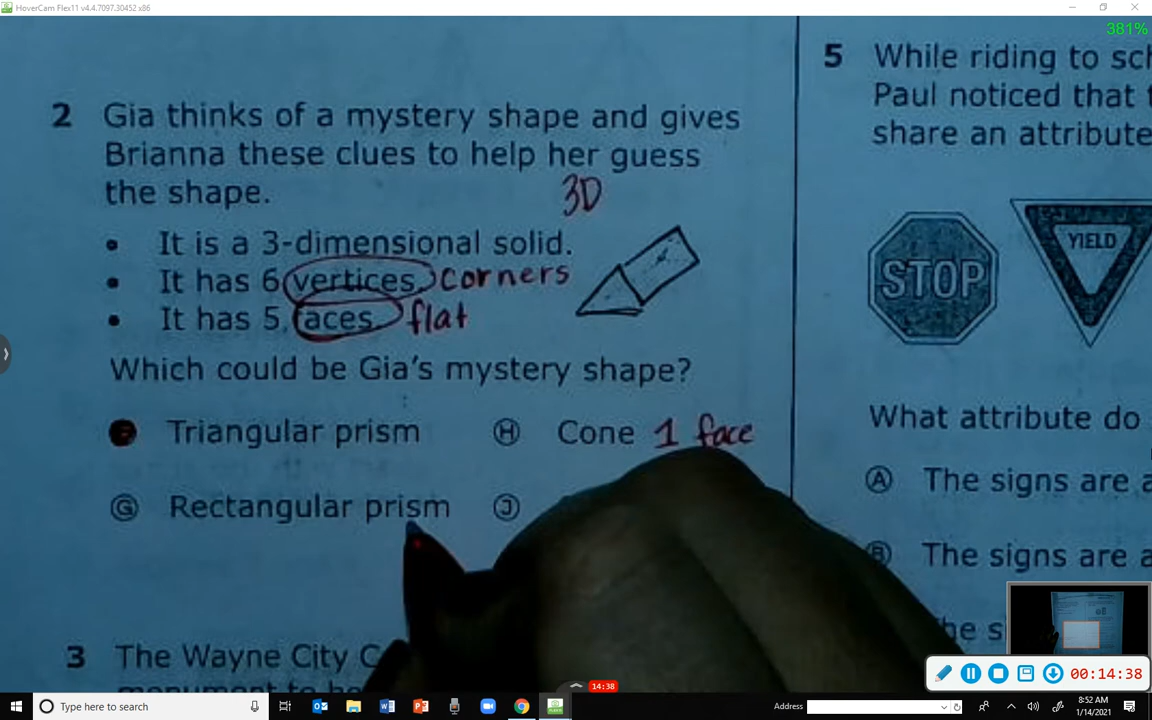 HoverCam Flex11 v4.4.7097.30452 x86
381%
2 Gia thinks of a mystery shape and gives
Brianna these clues to help her guess
the shape.
3D
• It is a 3-dimensional solid.
• It has 6 vertices. corners
• It has 5 faces. flat
Which could be Gia's mystery shape?
Triangular prism
H Cone 1 face
G Rectangular prism
J
3 The Wayne City C
monument to be
5 While riding to sch
Paul noticed that
share an attribute
STOP
YIELD
What attribute do
A The signs are a
B The signs are a
he s
00:14:38
14:38
Type here to search
Address
8:52 AM
1/14/2021